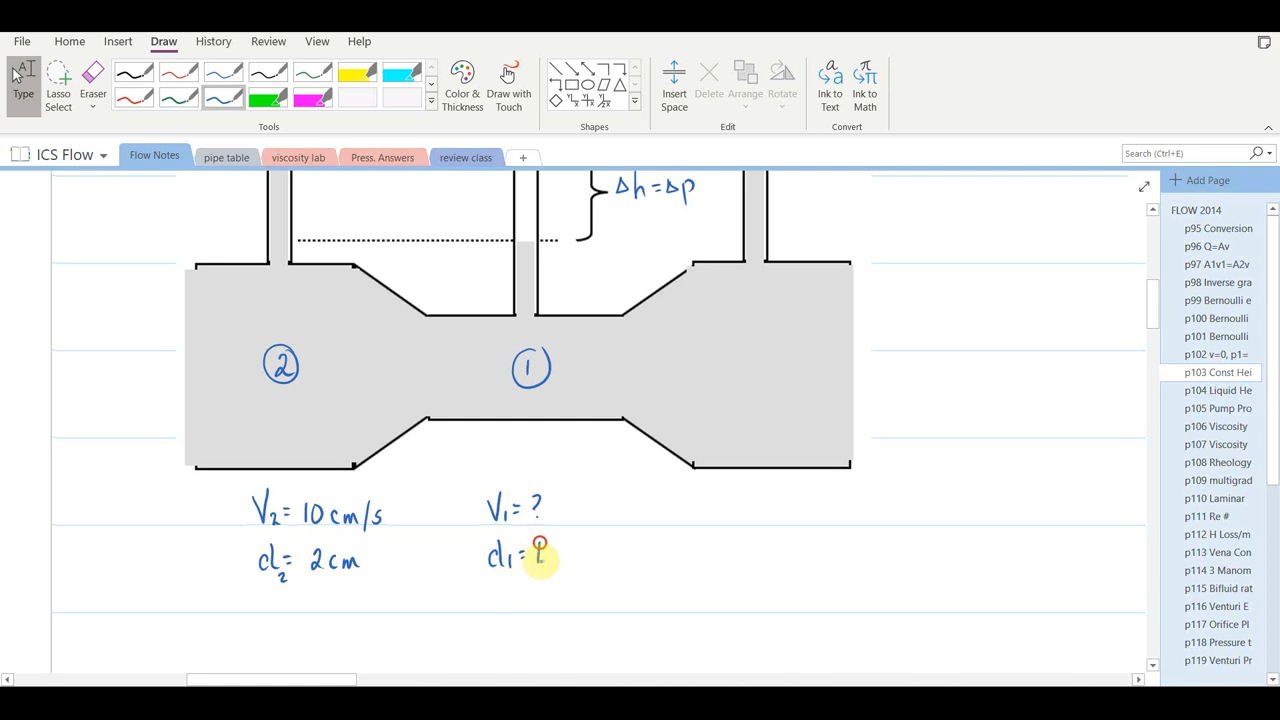 File Home Insert Draw History Review View Help
Type
Lasso Select
Eraser
Color & Thickness
Draw with Touch
Insert Space
Delete
Arrange
Rotate
Ink to Text
Ink to Math
Tools
Shapes
Edit
Convert
ICS Flow
Flow Notes
pipe table
viscosity lab
Press. Answers
review class
Search (Ctrl+E)
Add Page
FLOW 2014
p95 Conversion
p96 Q=Av
p97 A1v1=A2v
p98 Inverse gra
p99 Bernoulli e
p100 Bernoulli
p101 Bernoulli
p102 v=0, p1=
p103 Const Hei
p104 Liquid He
p105 Pump Pro
p106 Viscosity
p107 Viscosity
p108 Rheology
p109 multigrad
p110 Laminar
p111 Re #
p112 H Loss/m
p113 Vena Con
p114 3 Manom
p115 Bifluid rat
p116 Venturi E
p117 Orifice Pl
p118 Pressure t
p119 Venturi Pr
Δh = Δp
2
1
V₂ = 10 cm/s
V₁ = ?
d₂ = 2 cm
d₁ =